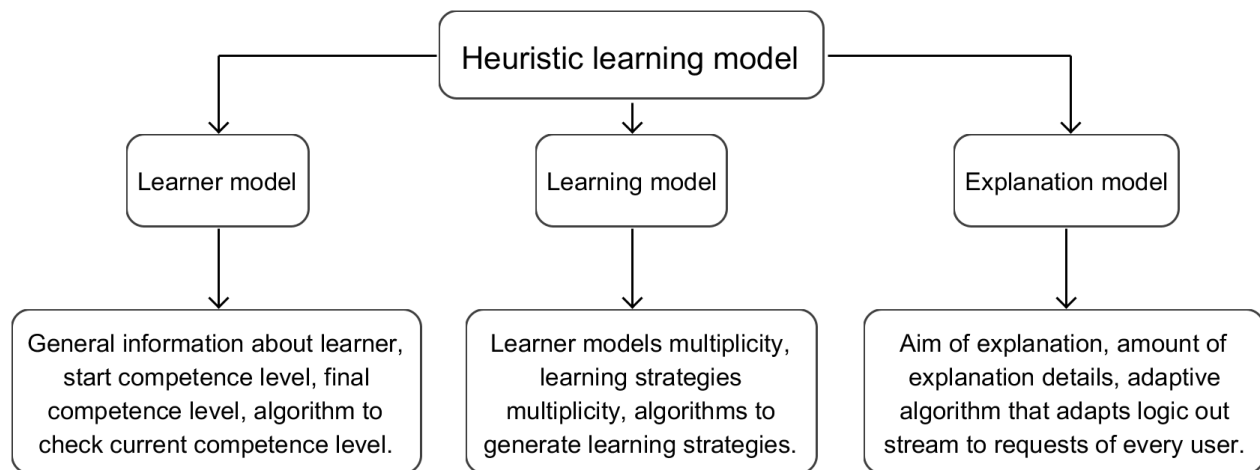 Heuristic learning model
Learner model
Learning model
Explanation model
General information about learner,
start competence level, final
competence level, algorithm to
check current competence level.
Learner models multiplicity,
learning strategies
multiplicity, algorithms to
generate learning strategies.
Aim of explanation, amount of
explanation details, adaptive
algorithm that adapts logic out
stream to requests of every user.